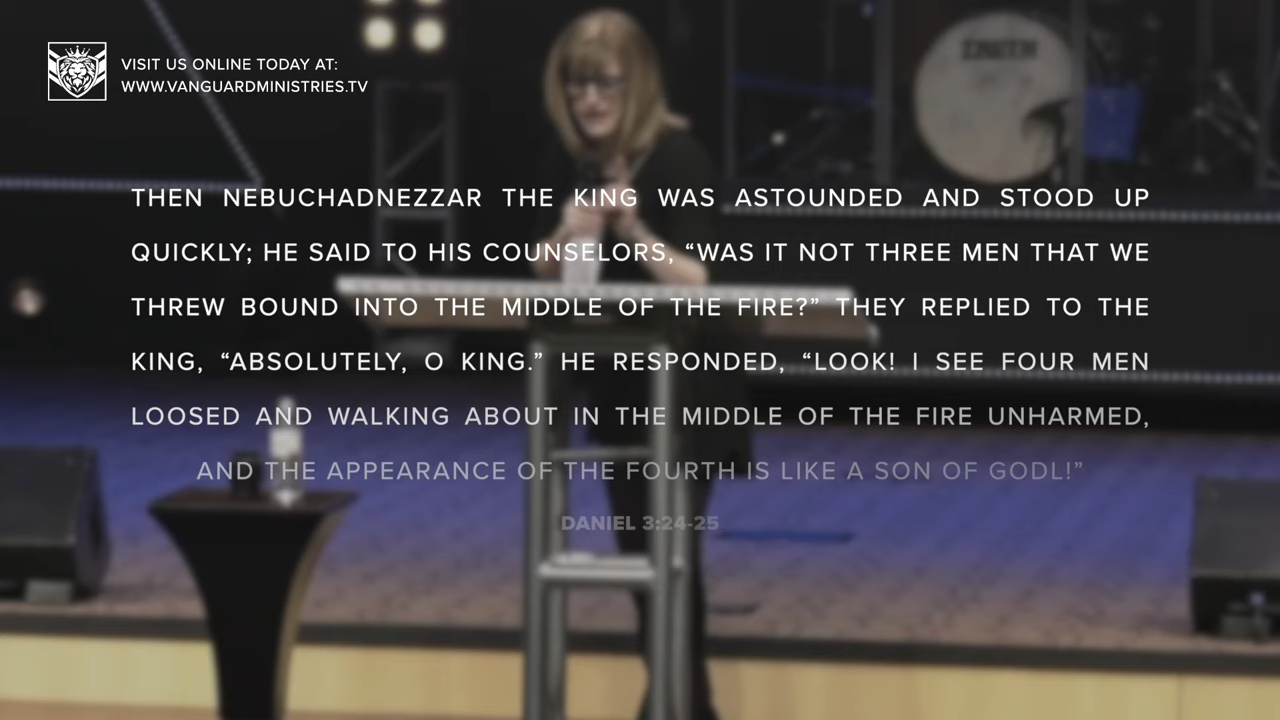 VISIT US ONLINE TODAY AT:
WWW.VANGUARDMINISTRIES.TV
THEN NEBUCHADNEZZAR THE KING WAS ASTOUNDED AND STOOD UP
QUICKLY; HE SAID TO HIS COUNSELORS, “WAS IT NOT THREE MEN THAT WE
THREW BOUND INTO THE MIDDLE OF THE FIRE?” THEY REPLIED TO THE
KING, “ABSOLUTELY, O KING.” HE RESPONDED, “LOOK! I SEE FOUR MEN
LOOSED AND WALKING ABOUT IN THE MIDDLE OF THE FIRE UNHARMED,
AND THE APPEARANCE OF THE FOURTH IS LIKE A SON OF GODL!”
DANIEL 3:24-25